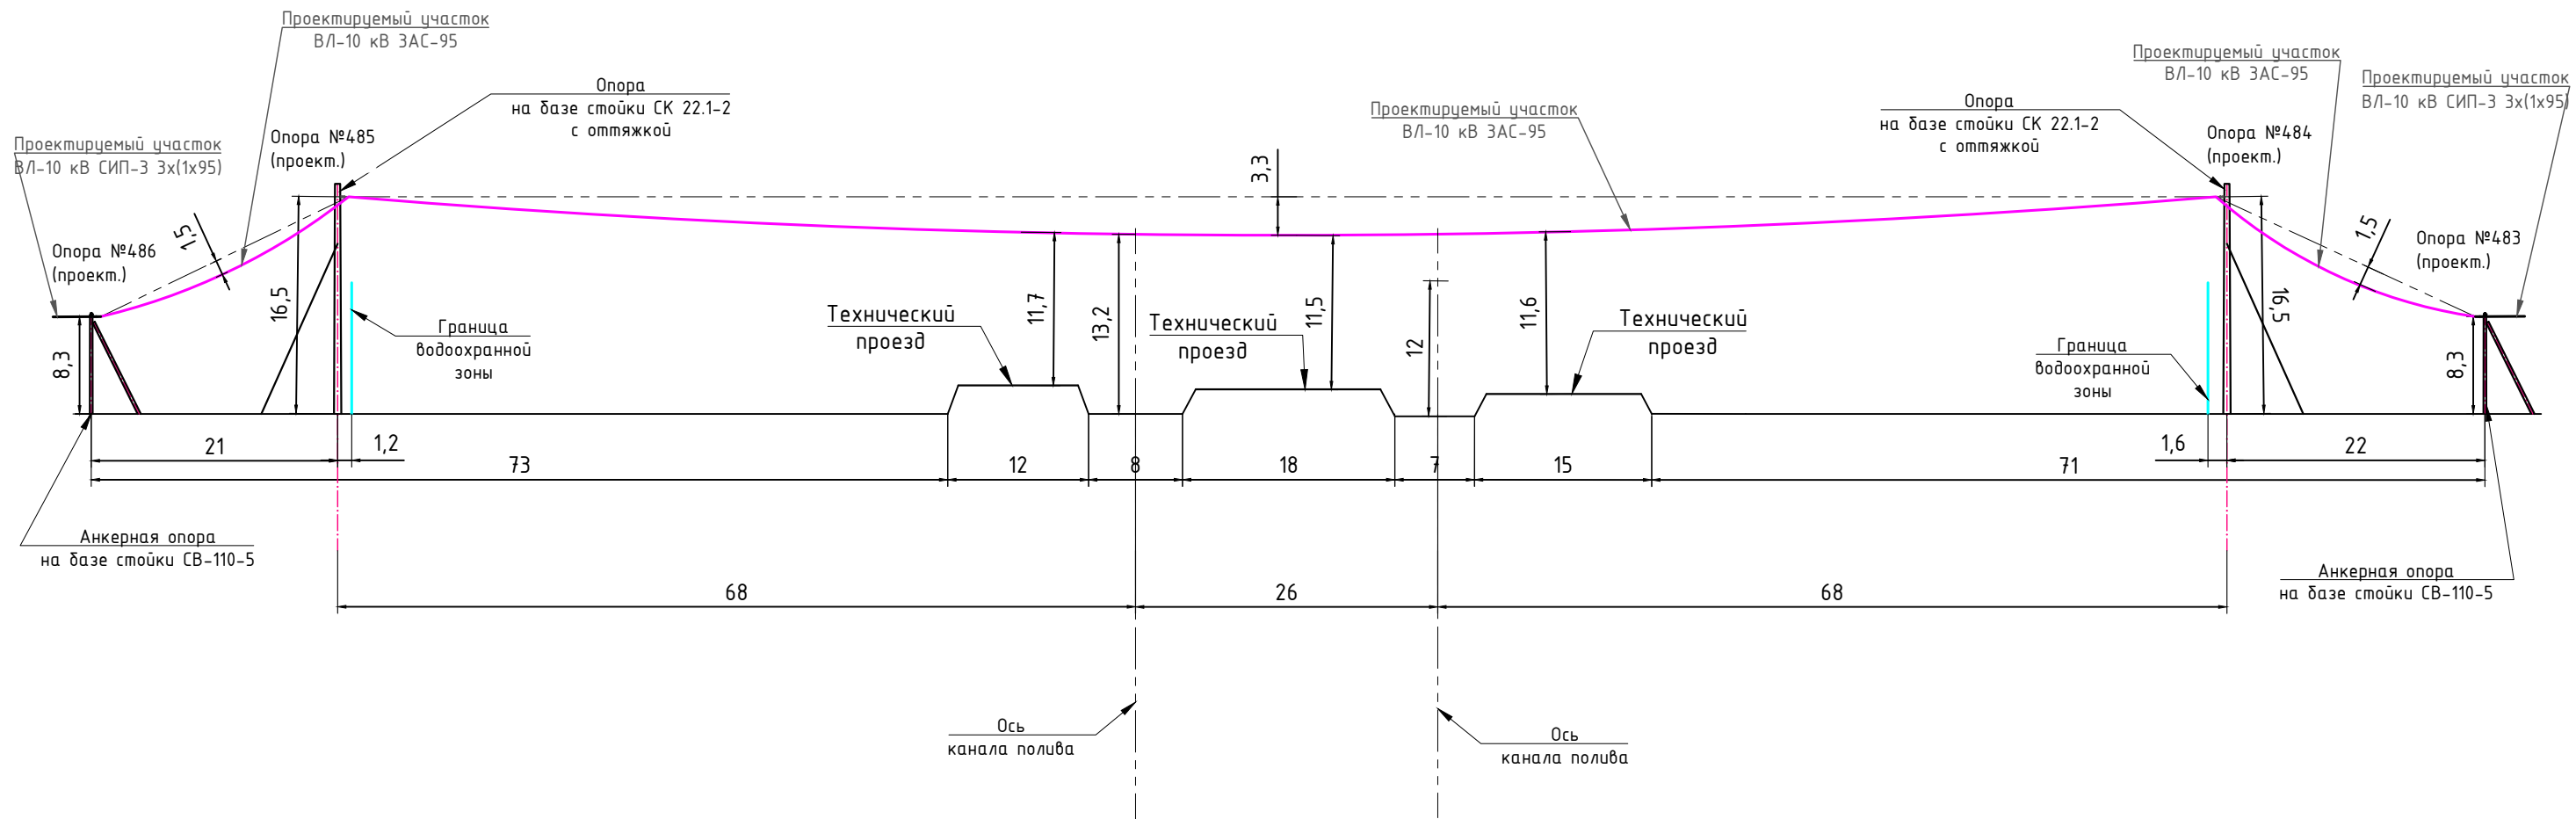 Проектируемый участок
ВЛ-10 кВ 3АС-95
Опора
на базе стойки СК 22.1-2
с оттяжкой
Опора №485
(проект.)
Проектируемый участок
ВЛ-10 кВ СИП-3 3х(1х95)
Опора №486
(проект.)
1,5
8,3
16,5
Граница
водоохранной
зоны
3,3
Проектируемый участок
ВЛ-10 кВ 3АС-95
Технический
проезд
11,7
13,2
Технический
проезд
11,5
12
11,6
Технический
проезд
Проектируемый участок
ВЛ-10 кВ 3АС-95
Проектируемый участок
ВЛ-10 кВ СИП-3 3х(1х95)
Опора
на базе стойки СК 22.1-2
с оттяжкой
Опора №484
(проект.)
1,5
Опора №483
(проект.)
16,5
8,3
Граница
водоохранной
зоны
21
1,2
73
12
8
18
7
15
71
1,6
22
Анкерная опора
на базе стойки СВ-110-5
Анкерная опора
на базе стойки СВ-110-5
68
26
68
Ось
канала полива
Ось
канала полива